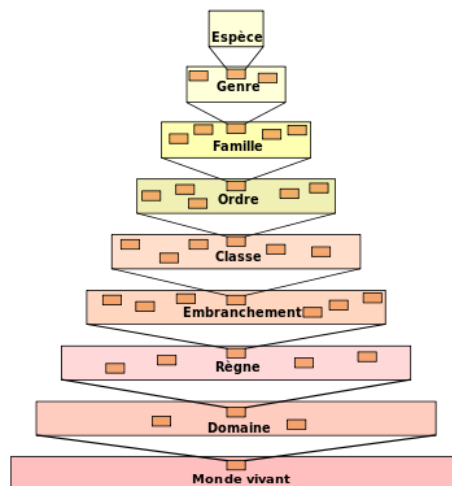 Espèce
Genre
Famille
Ordre
Classe
Embranchement
Règne
Domaine
Monde vivant